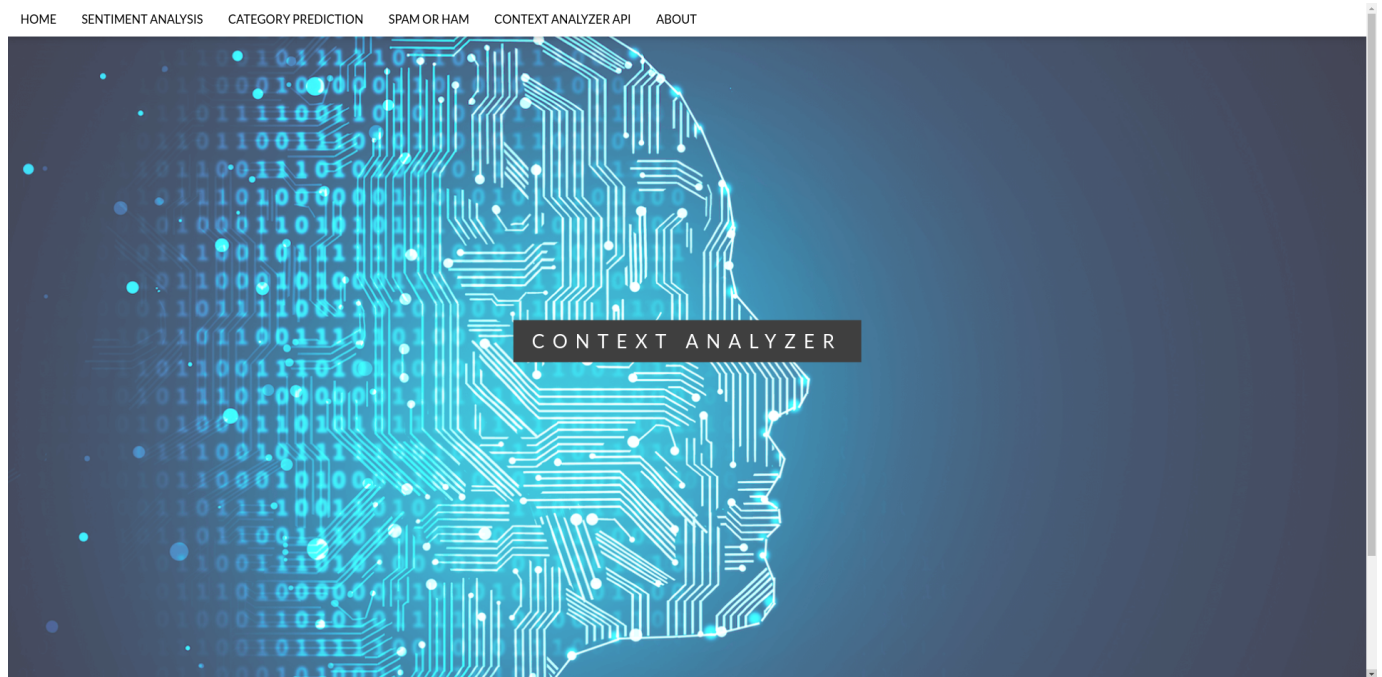 HOME SENTIMENT ANALYSIS CATEGORY PREDICTION SPAM OR HAM CONTEXT ANALYZER API ABOUT
CONTEXT ANALYZER